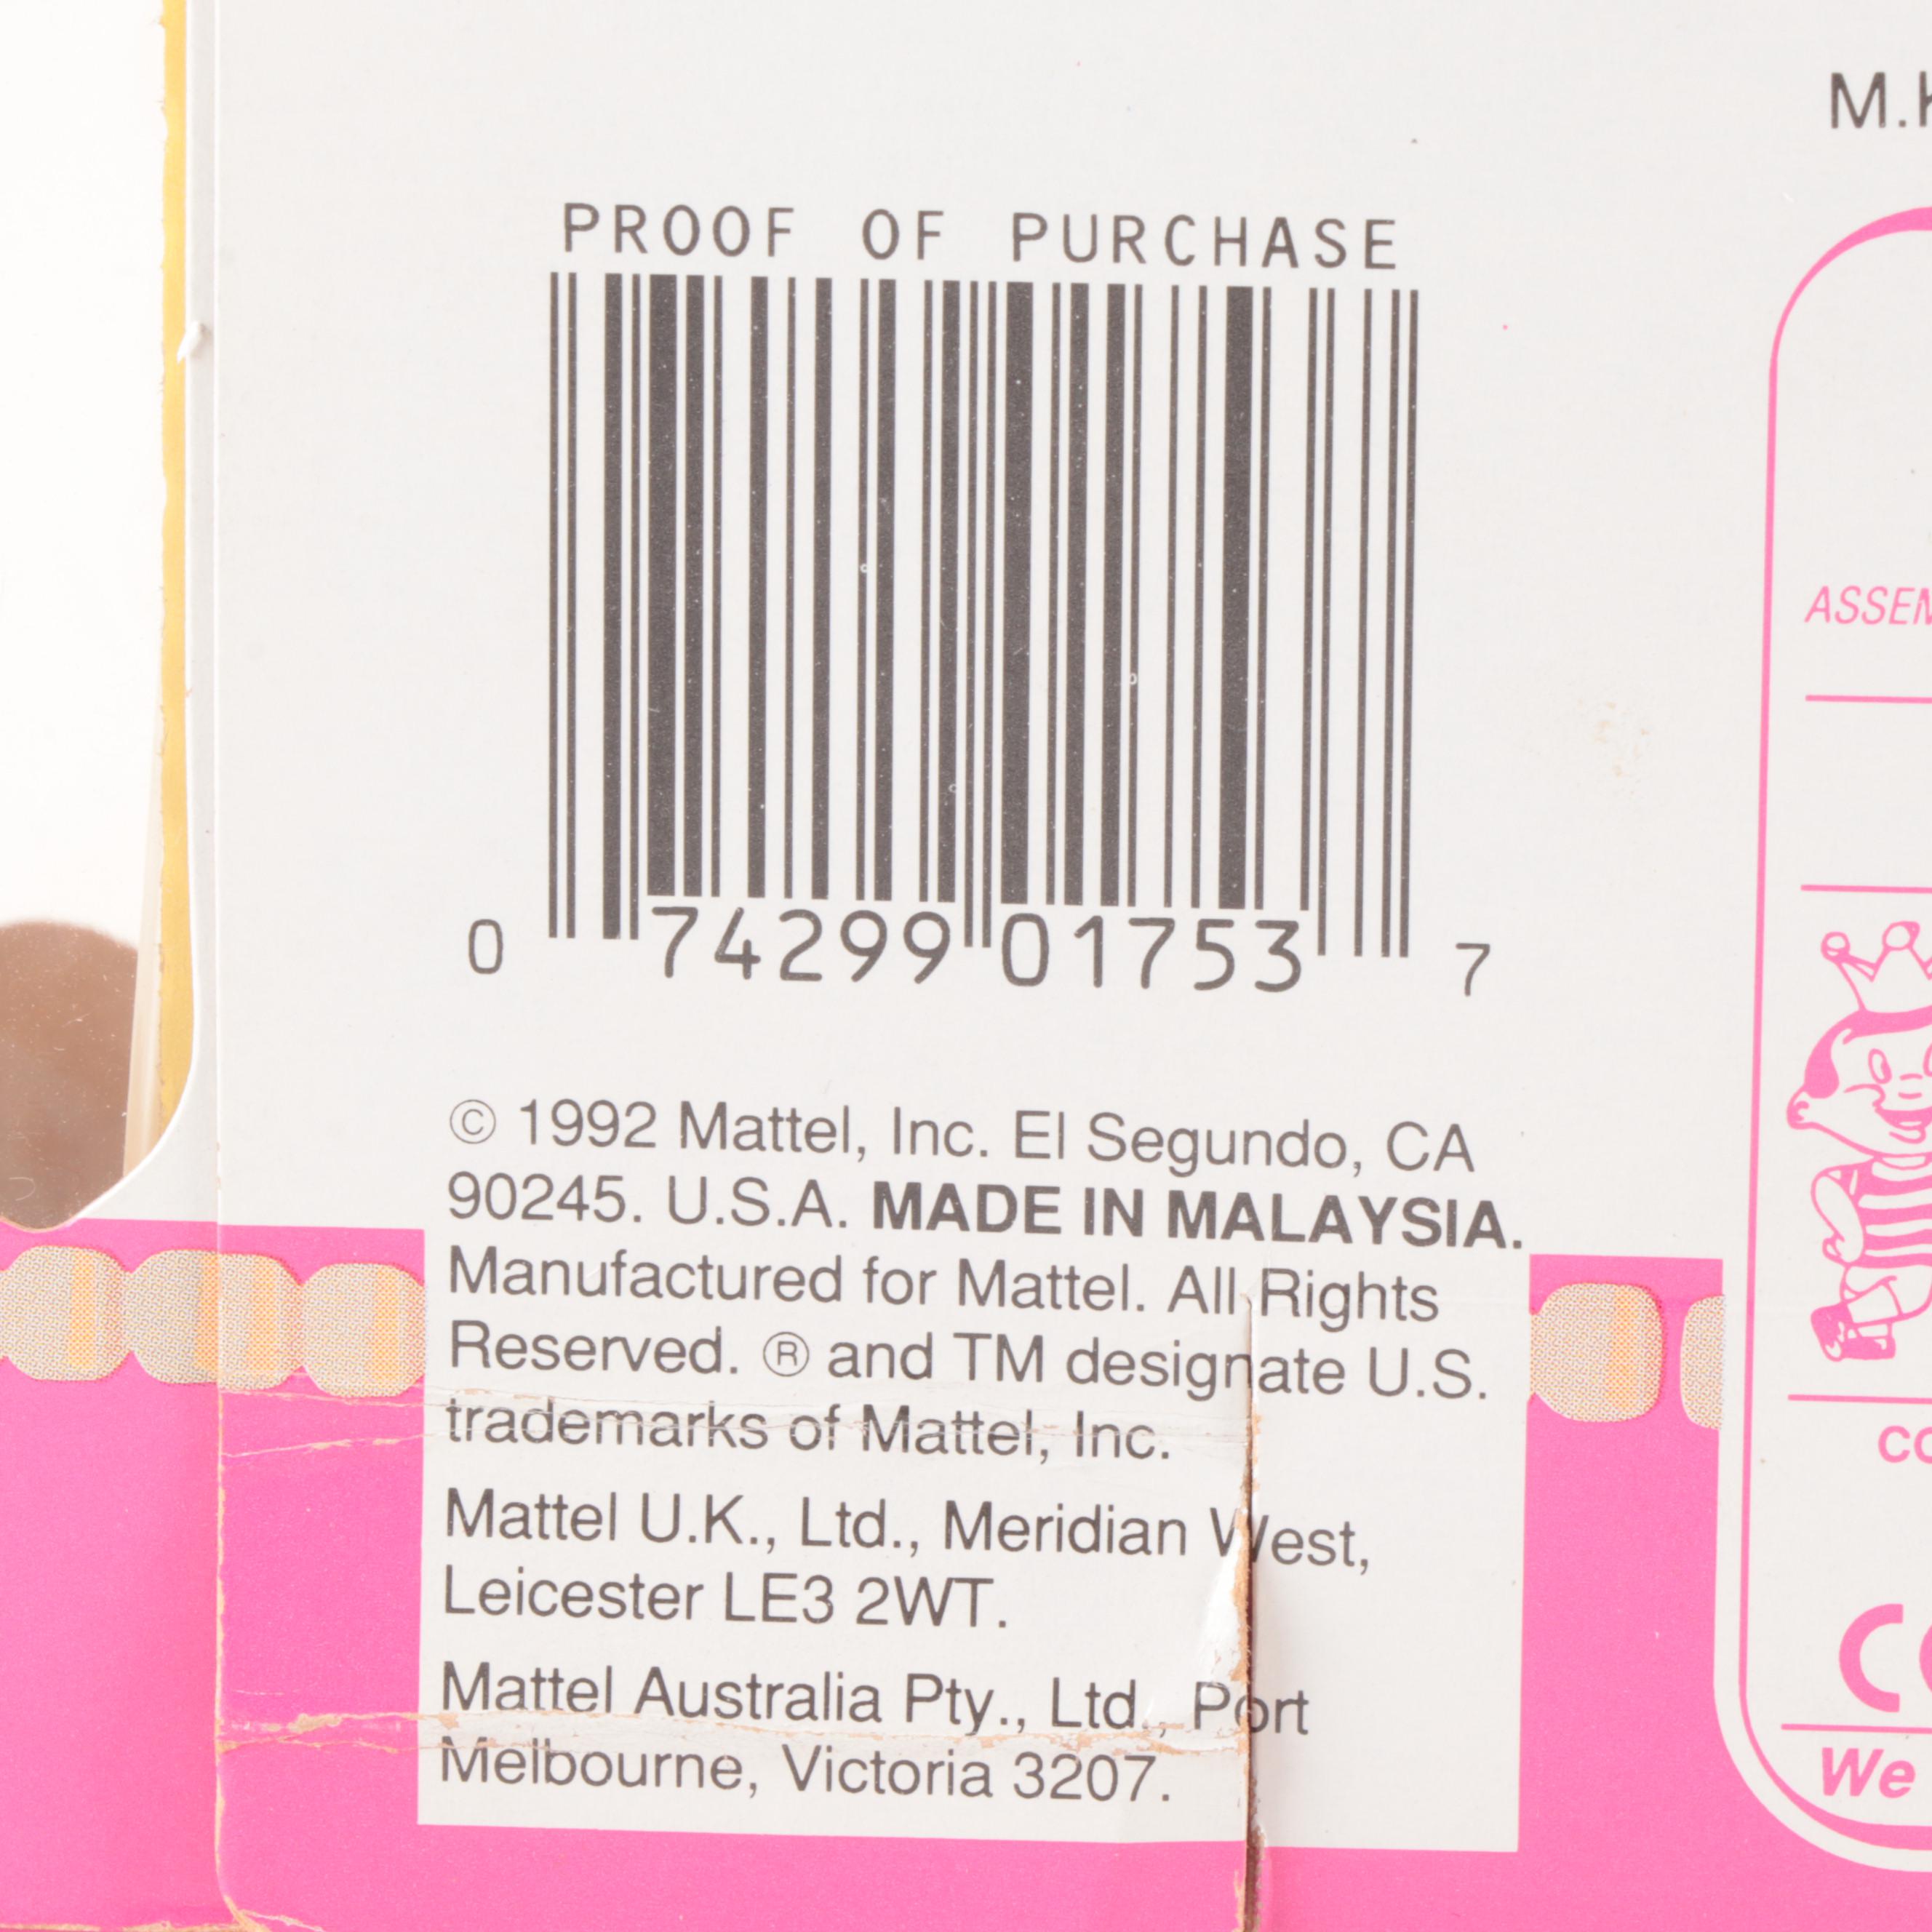 M.
PROOF OF PURCHASE
0 74299 01753 7
© 1992 Mattel, Inc. El Segundo, CA
90245. U.S.A. MADE IN MALAYSIA.
Manufactured for Mattel. All Rights
Reserved. ® and TM designate U.S.
trademarks of Mattel, Inc.
Mattel U.K., Ltd., Meridian West,
Leicester LE3 2WT.
Mattel Australia Pty., Ltd., Port
Melbourne, Victoria 3207.
We